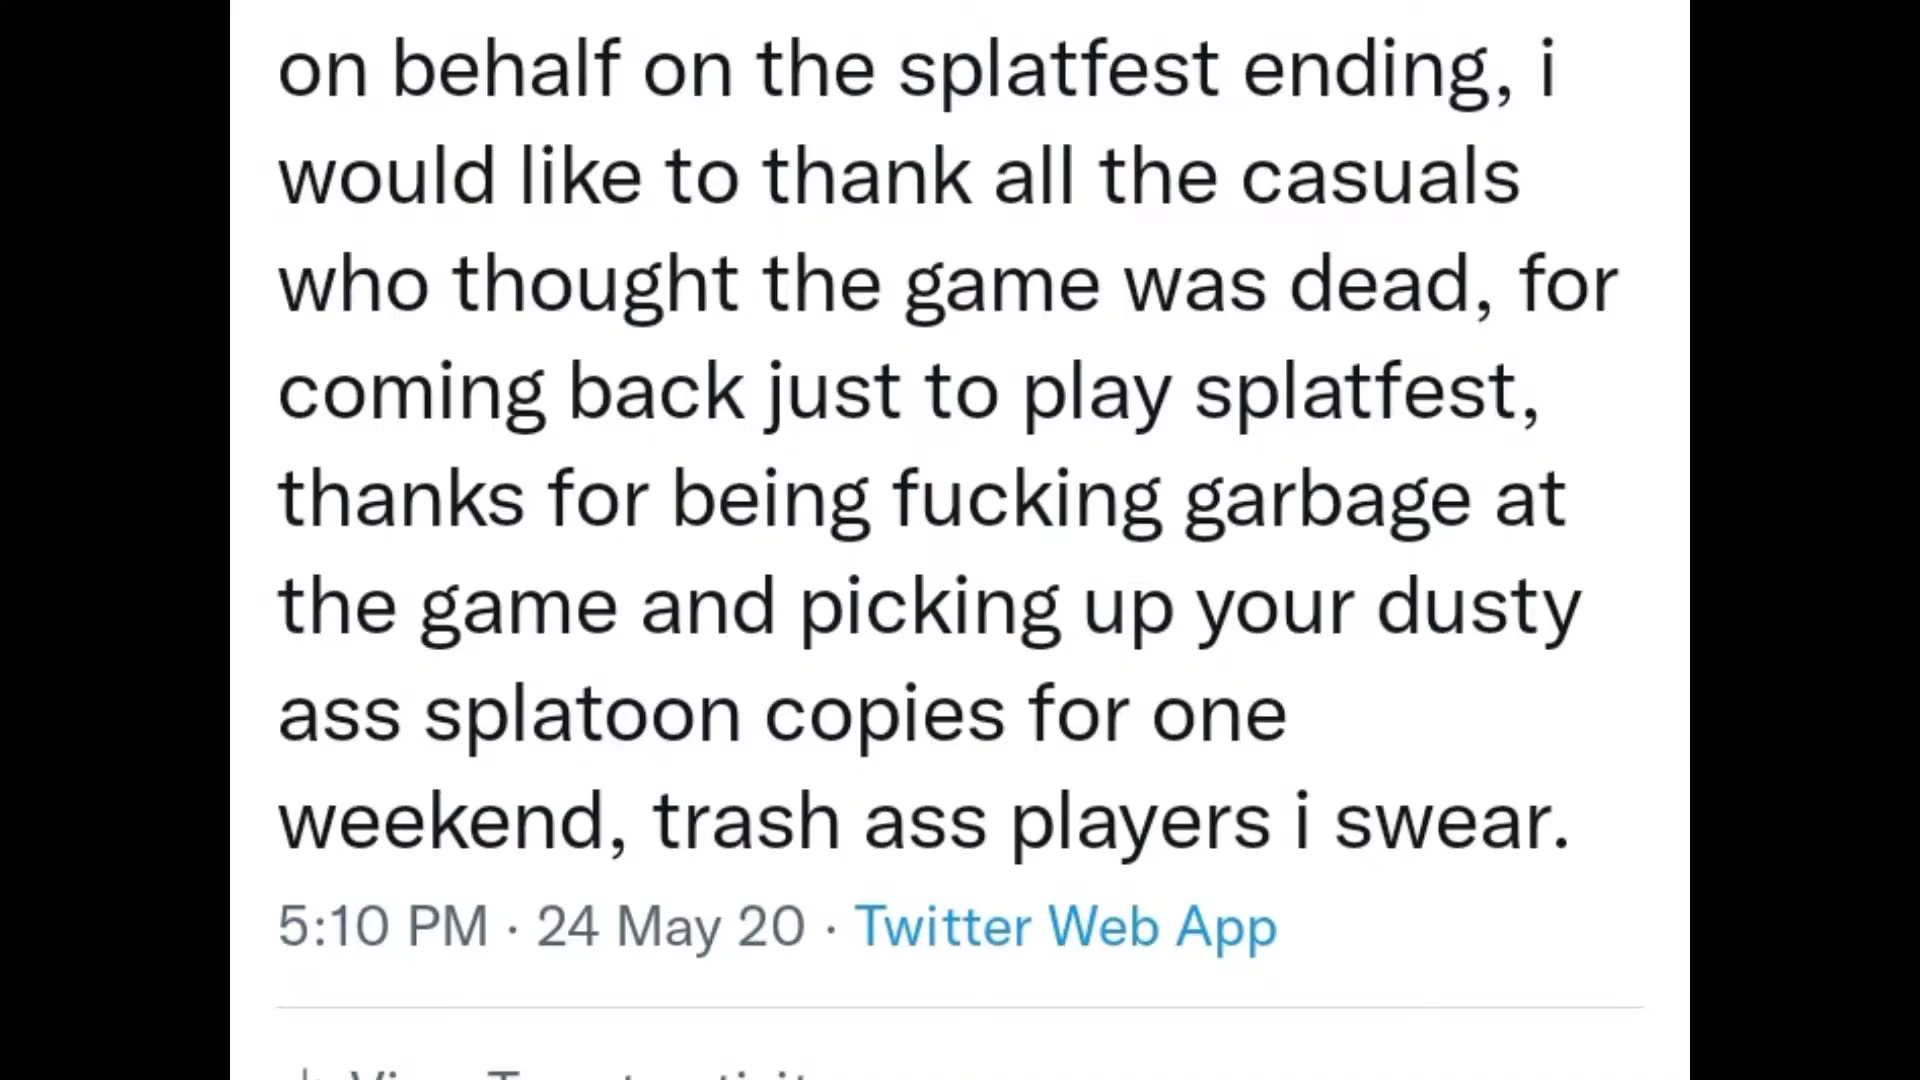 on behalf on the splatfest ending, i
would like to thank all the casuals
who thought the game was dead, for
coming back just to play splatfest,
thanks for being fucking garbage at
the game and picking up your dusty
ass splatoon copies for one
weekend, trash ass players i swear.
5:10 PM · 24 May 20 · Twitter Web App